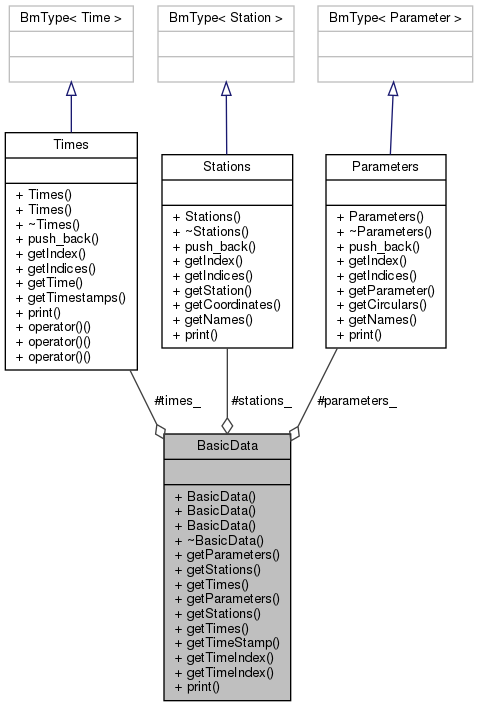 BmType< Time >
BmType< Station >
BmType< Parameter >
Times
+ Times()
+ Times()
+ ~Times()
+ push_back()
+ getIndex()
+ getIndices()
+ getTime()
+ getTimestamps()
+ print()
+ operator()()
+ operator()()
+ operator()()
Stations
+ Stations()
+ ~Stations()
+ push_back()
+ getIndex()
+ getIndices()
+ getStation()
+ getCoordinates()
+ getNames()
+ print()
Parameters
+ Parameters()
+ ~Parameters()
+ push_back()
+ getIndex()
+ getIndices()
+ getParameter()
+ getCirculars()
+ getNames()
+ print()
#times_
#stations_
#parameters_
BasicData
+ BasicData()
+ BasicData()
+ BasicData()
+ ~BasicData()
+ getParameters()
+ getStations()
+ getTimes()
+ getParameters()
+ getStations()
+ getTimes()
+ getTimeStamp()
+ getTimeIndex()
+ getTimeIndex()
+ print()